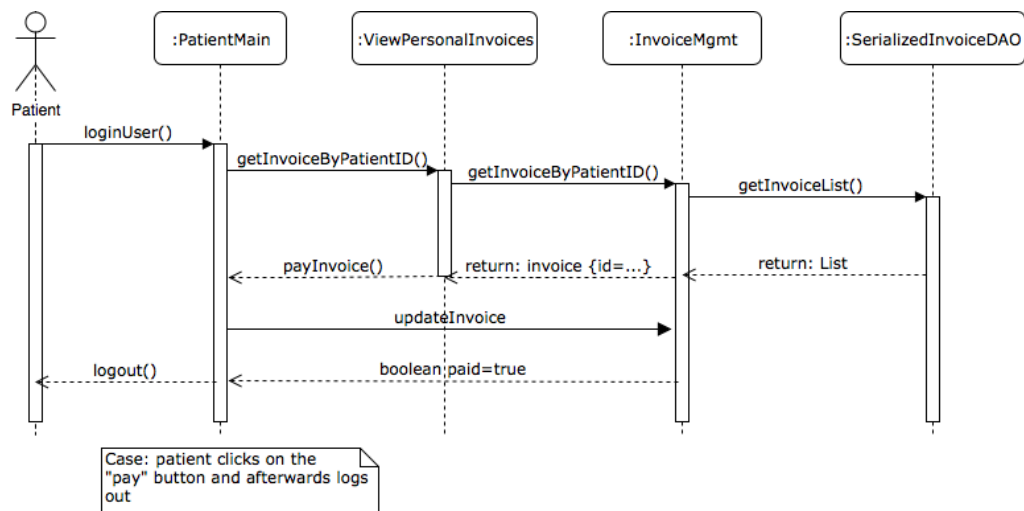 :PatientMain
:ViewPersonalInvoices
:InvoiceMgmt
:SerializedInvoiceDAO
Patient
loginUser()
getInvoiceByPatientID()
getInvoiceByPatientID()
getInvoiceList()
payInvoice()
return: invoice {id=...}
return: List
updateInvoice
logout()
boolean paid=true
Case: patient clicks on the
"pay" button and afterwards logs
out